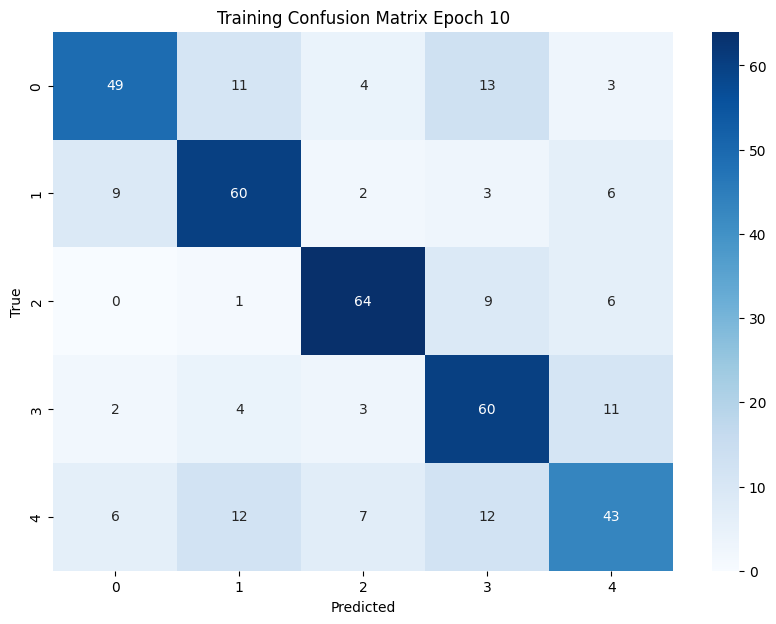 Training Confusion Matrix Epoch 10
0 49 11 4 13 3
1 9 60 2 3 6
2 0 1 64 9 6
3 2 4 3 60 11
4 6 12 7 12 43
0 1 2 3 4
True
Predicted
60
50
40
30
20
10
0